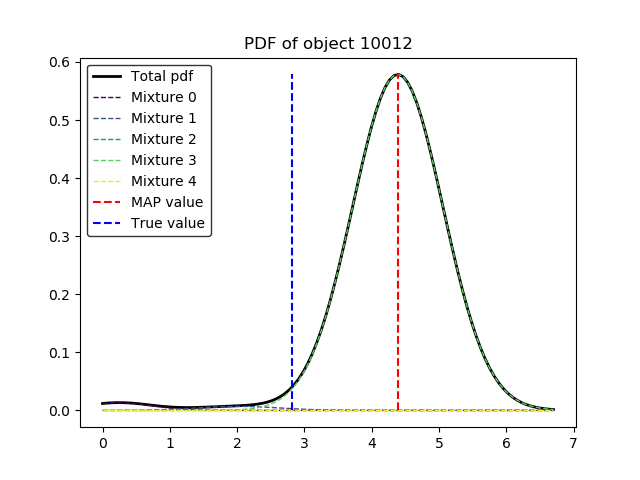 PDF of object 10012
Total pdf
Mixture 0
Mixture 1
Mixture 2
Mixture 3
Mixture 4
MAP value
True value
0.6
0.5
0.4
0.3
0.2
0.1
0.0
0 1 2 3 4 5 6 7